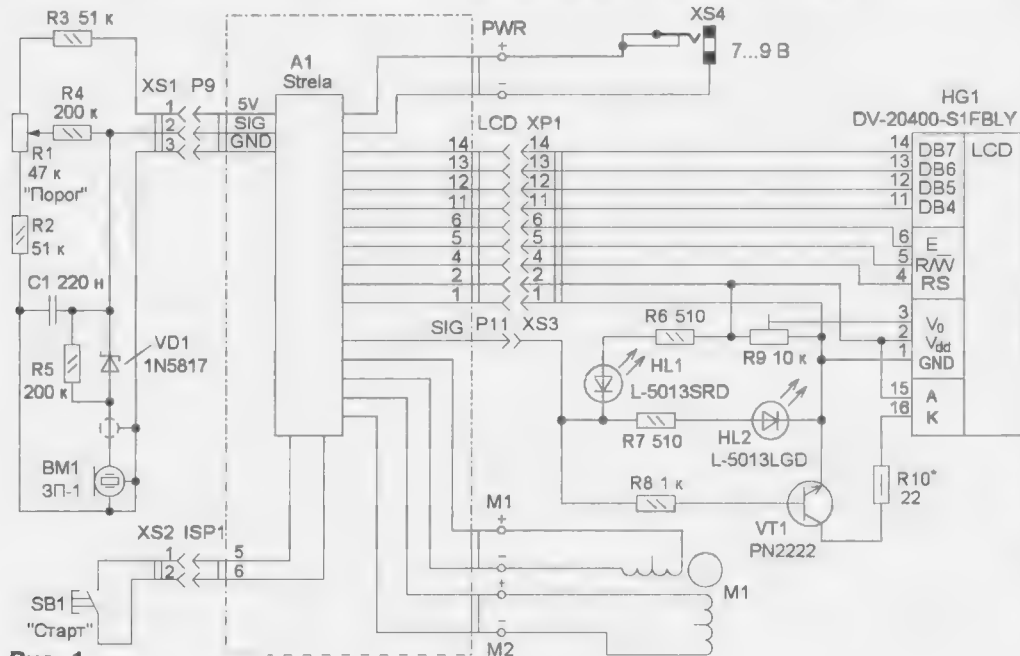 R3 51 к
R4
200 к
R1
47 к
"Порог"
R2
51 к
C1 220 н
R5
200 к
VD1
1N5817
BM1
ЗП-1
XS1 P9
1
2
3
5V
SIG
GND
A1
Strela
PWR
+
−
XS4
7...9 В
LCD XP1
14 14
13 13
12 12
11 11
6 6
5 5
4 4
2 2
1 1
SIG P11 XS3
HG1
DV-20400-S1FBLY
LCD
14 DB7
13 DB6
12 DB5
11 DB4
6 E
5 R/W
4 RS
3 V0
2 Vdd
1 GND
15 A
16 K
R6 510
R9 10 к
HL1
L-5013SRD
R7 510
HL2
L-5013LGD
R8 1 к
VT1
PN2222
R10*
22
XS2 ISP1
1 5
2 6
SB1
"Старт"
M1
+
−
+
−
M2
M1